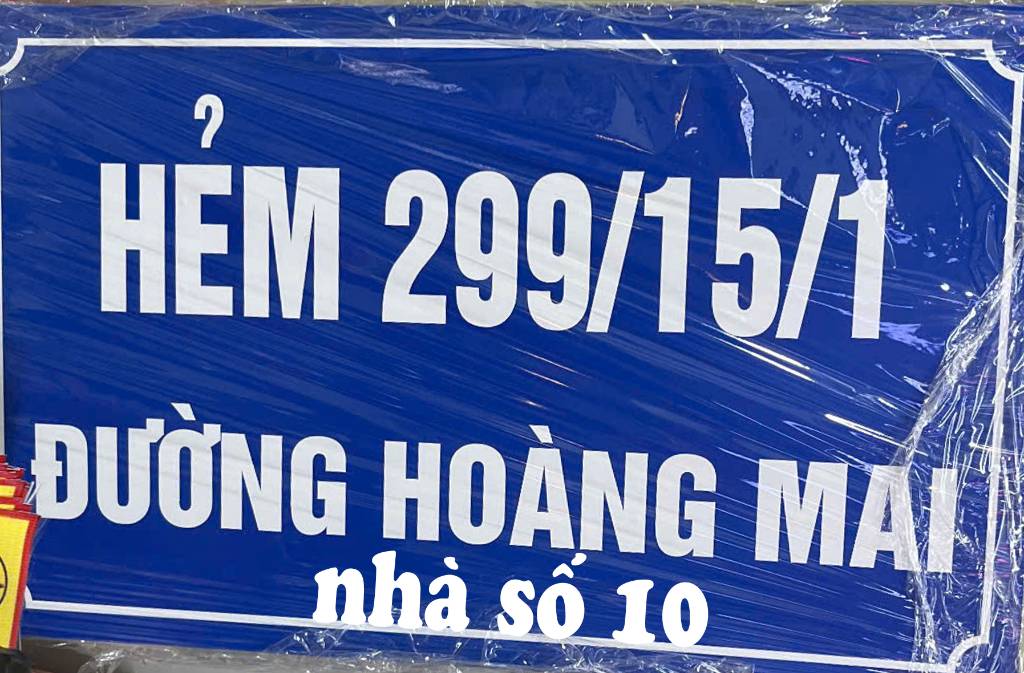 HẺM 299/15/1
ĐƯỜNG HOÀNG MAI
nhà số 10